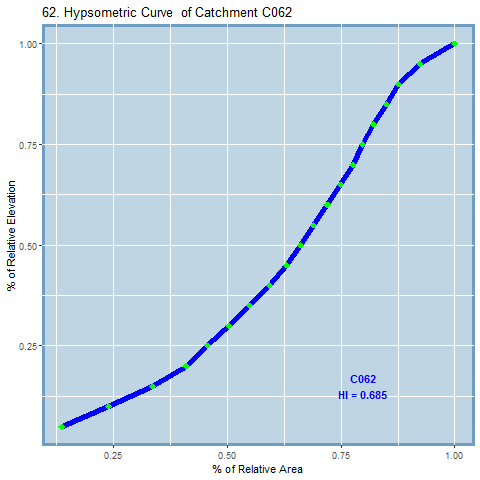 62. Hypsometric Curve  of Catchment C062
1.00
0.75
0.50
0.25
% of Relative Elevation
C062
HI = 0.685
0.25
0.50
0.75
1.00
% of Relative Area